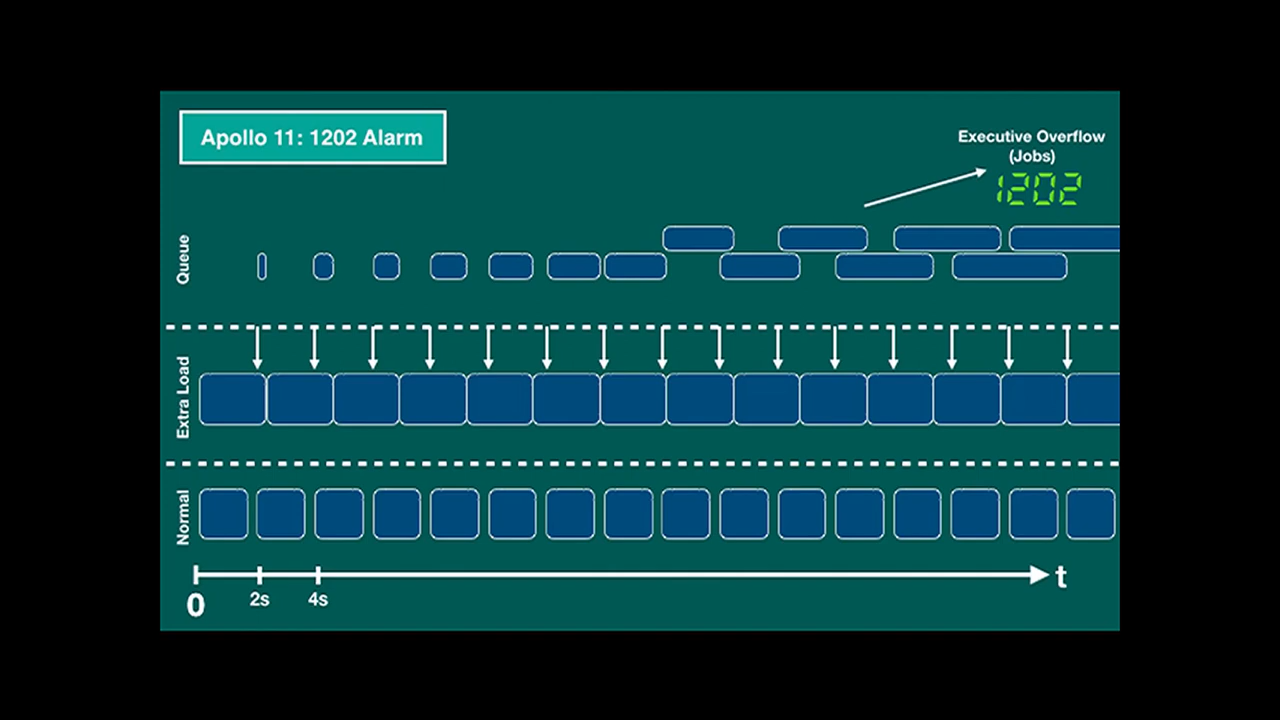 Apollo 11: 1202 Alarm
Executive Overflow
(Jobs)
1202
Queue
Extra Load
Normal
0
2s
4s
t